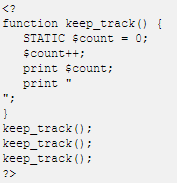 <?
function keep_track() {
   STATIC $count = 0;
   $count++;
   print $count;
   print "
";
}
keep_track();
keep_track();
keep_track();
?>